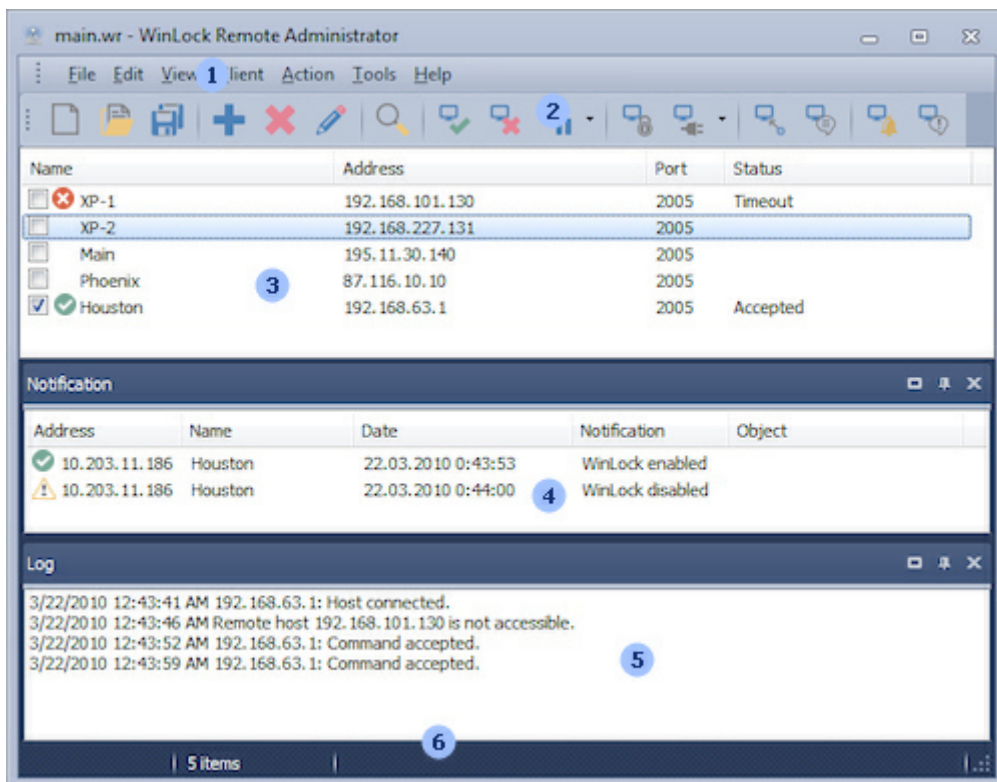 main.wr - WinLock Remote Administrator
File Edit View 1 lient Action Tools Help
2
Name Address Port Status
XP-1 192.168.101.130 2005 Timeout
XP-2 192.168.227.131 2005
Main 195.11.30.140 2005
Phoenix 87.116.10.10 2005
3
Houston 192.168.63.1 2005 Accepted
Notification
Address Name Date Notification Object
10.203.11.186 Houston 22.03.2010 0:43:53 WinLock enabled
10.203.11.186 Houston 22.03.2010 0:44:00 WinLock disabled
4
Log
3/22/2010 12:43:41 AM 192.168.63.1: Host connected.
3/22/2010 12:43:46 AM Remote host 192.168.101.130 is not accessible.
3/22/2010 12:43:52 AM 192.168.63.1: Command accepted.
3/22/2010 12:43:59 AM 192.168.63.1: Command accepted.
5
6
5 items